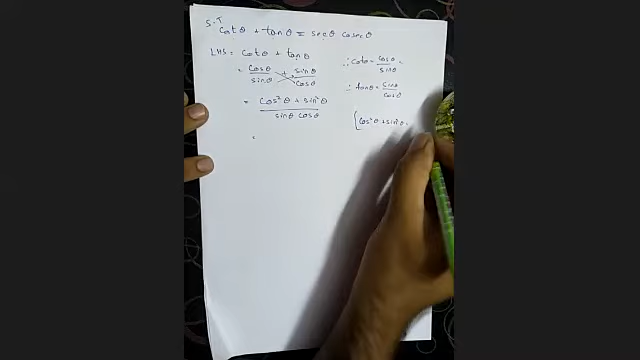 S.T
cotθ + tanθ = secθ cosecθ
LHS = cotθ + tanθ
∴ cotθ = cosθ/sinθ =
= cosθ/sinθ + sinθ/cosθ
∴ tanθ = sinθ/cosθ
= cos²θ + sin²θ / sinθ cosθ
[cos²θ + sin²θ =
=